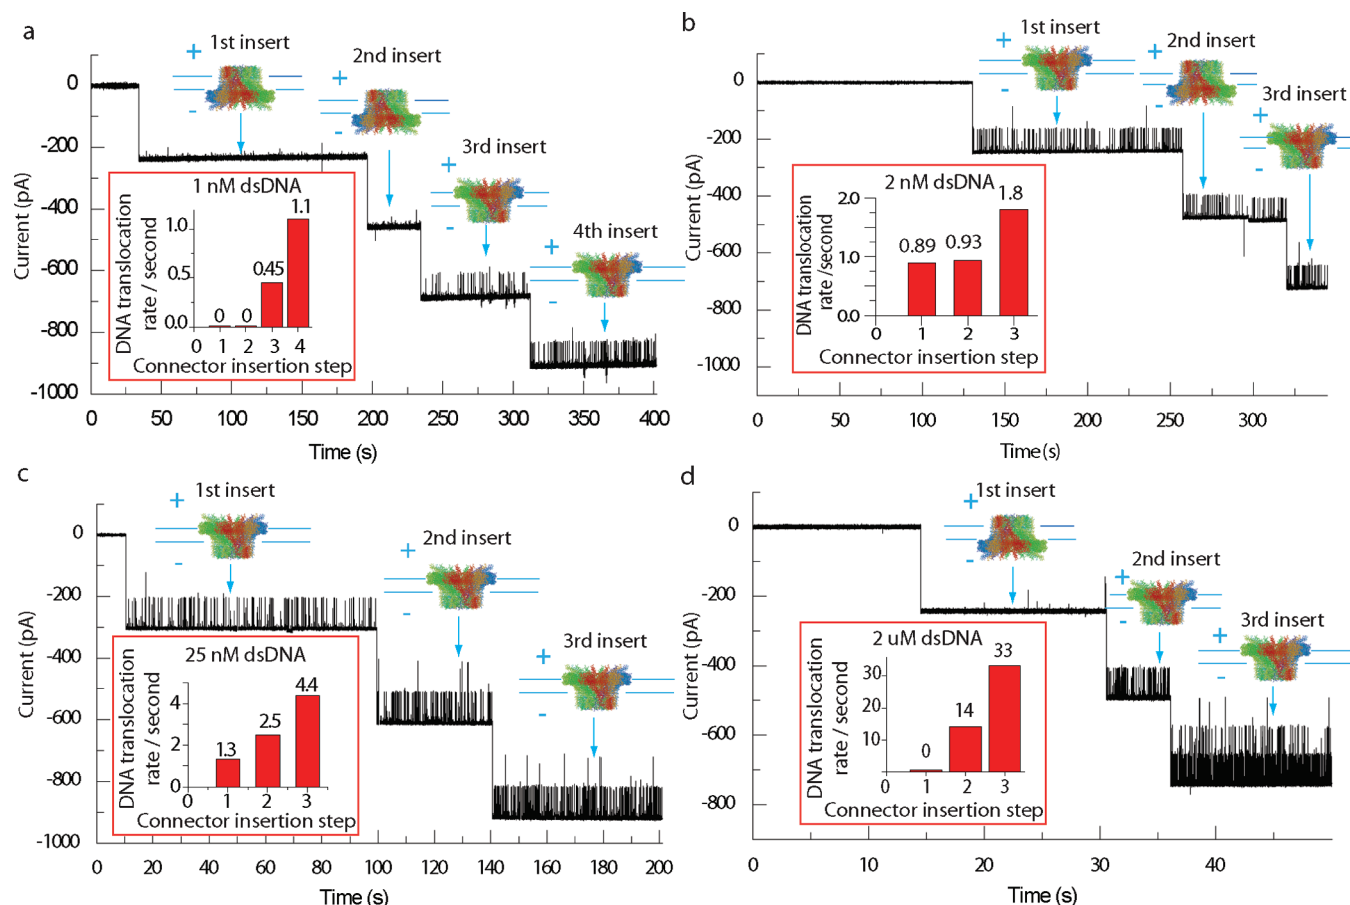 a
1st insert
+
-
2nd insert
+
-
3rd insert
+
-
4th insert
+
-
0
-200
-400
-600
-800
-1000
Current (pA)
0 50 100 150 200 250 300 350 400
Time (s)
1 nM dsDNA
DNA translocation
rate / second
1.0
0.5
0.0
0 0 0.45 1.1
0 1 2 3 4
Connector insertion step
b
1st insert
+
-
2nd insert
+
-
3rd insert
+
-
0
-200
-400
-600
-800
-1000
Current (pA)
0 50 100 150 200 250 300
Time (s)
2 nM dsDNA
DNA translocation
rate /second
2.0
1.0
0.0
0.89 0.93 1.8
0 1 2 3
Connector insertion step
c
1st insert
+
-
2nd insert
+
-
3rd insert
+
-
0
-200
-400
-600
-800
-1000
Current (pA)
0 20 40 60 80 100 120 140 160 180 200
Time (s)
25 nM dsDNA
DNA translocation
rate / second
4
2
0
1.3 2.5 4.4
0 1 2 3
Connector insertion step
d
1st insert
+
-
2nd insert
+
-
3rd insert
+
-
0
-200
-400
-600
-800
Current (pA)
0 10 20 30 40
Time (s)
2 uM dsDNA
DNA translocation
rate / second
30
20
10
0 14 33
0 1 2 3
Connector insertion step